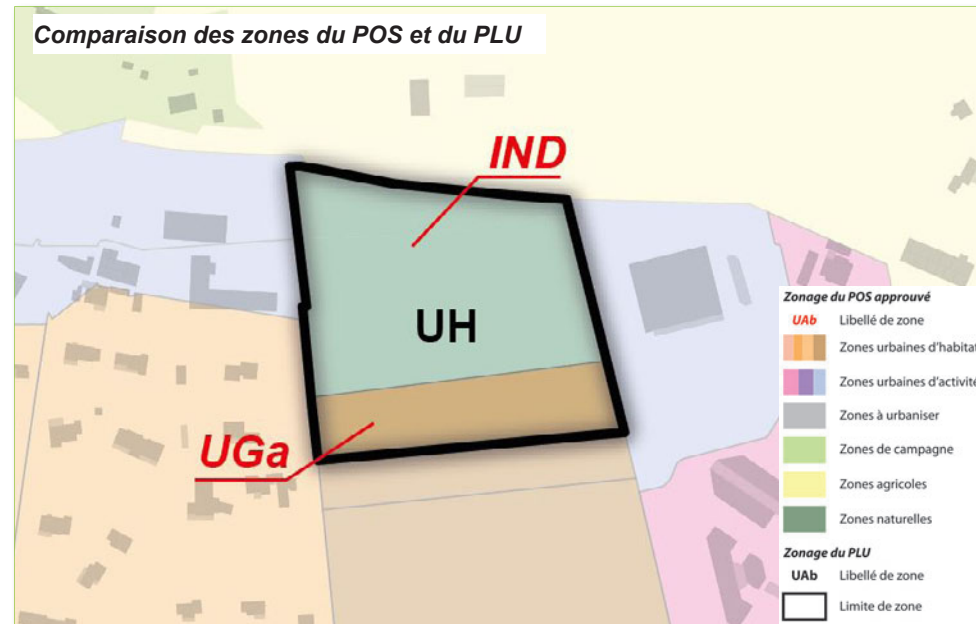 Comparaison des zones du POS et du PLU
IND
UH
UGa
Zonage du POS approuvé
UAb Libellé de zone
Zones urbaines d'habitat
Zones urbaines d'activité
Zones à urbaniser
Zones de campagne
Zones agricoles
Zones naturelles
Zonage du PLU
UAb Libellé de zone
Limite de zone